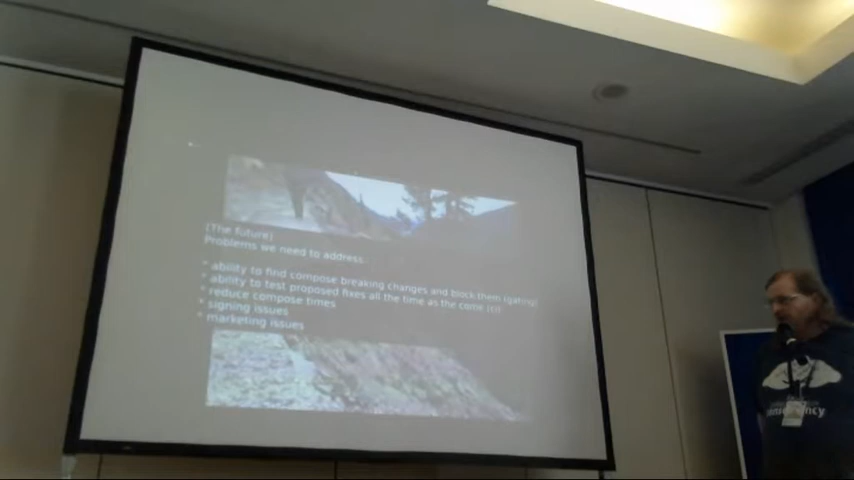 [The future]
Problems we need to address:
* ability to find compose breaking changes and block them (gating)
* ability to test proposed fixes all the time as the come (ci)
* reduce compose times
* signing issues
* marketing issues